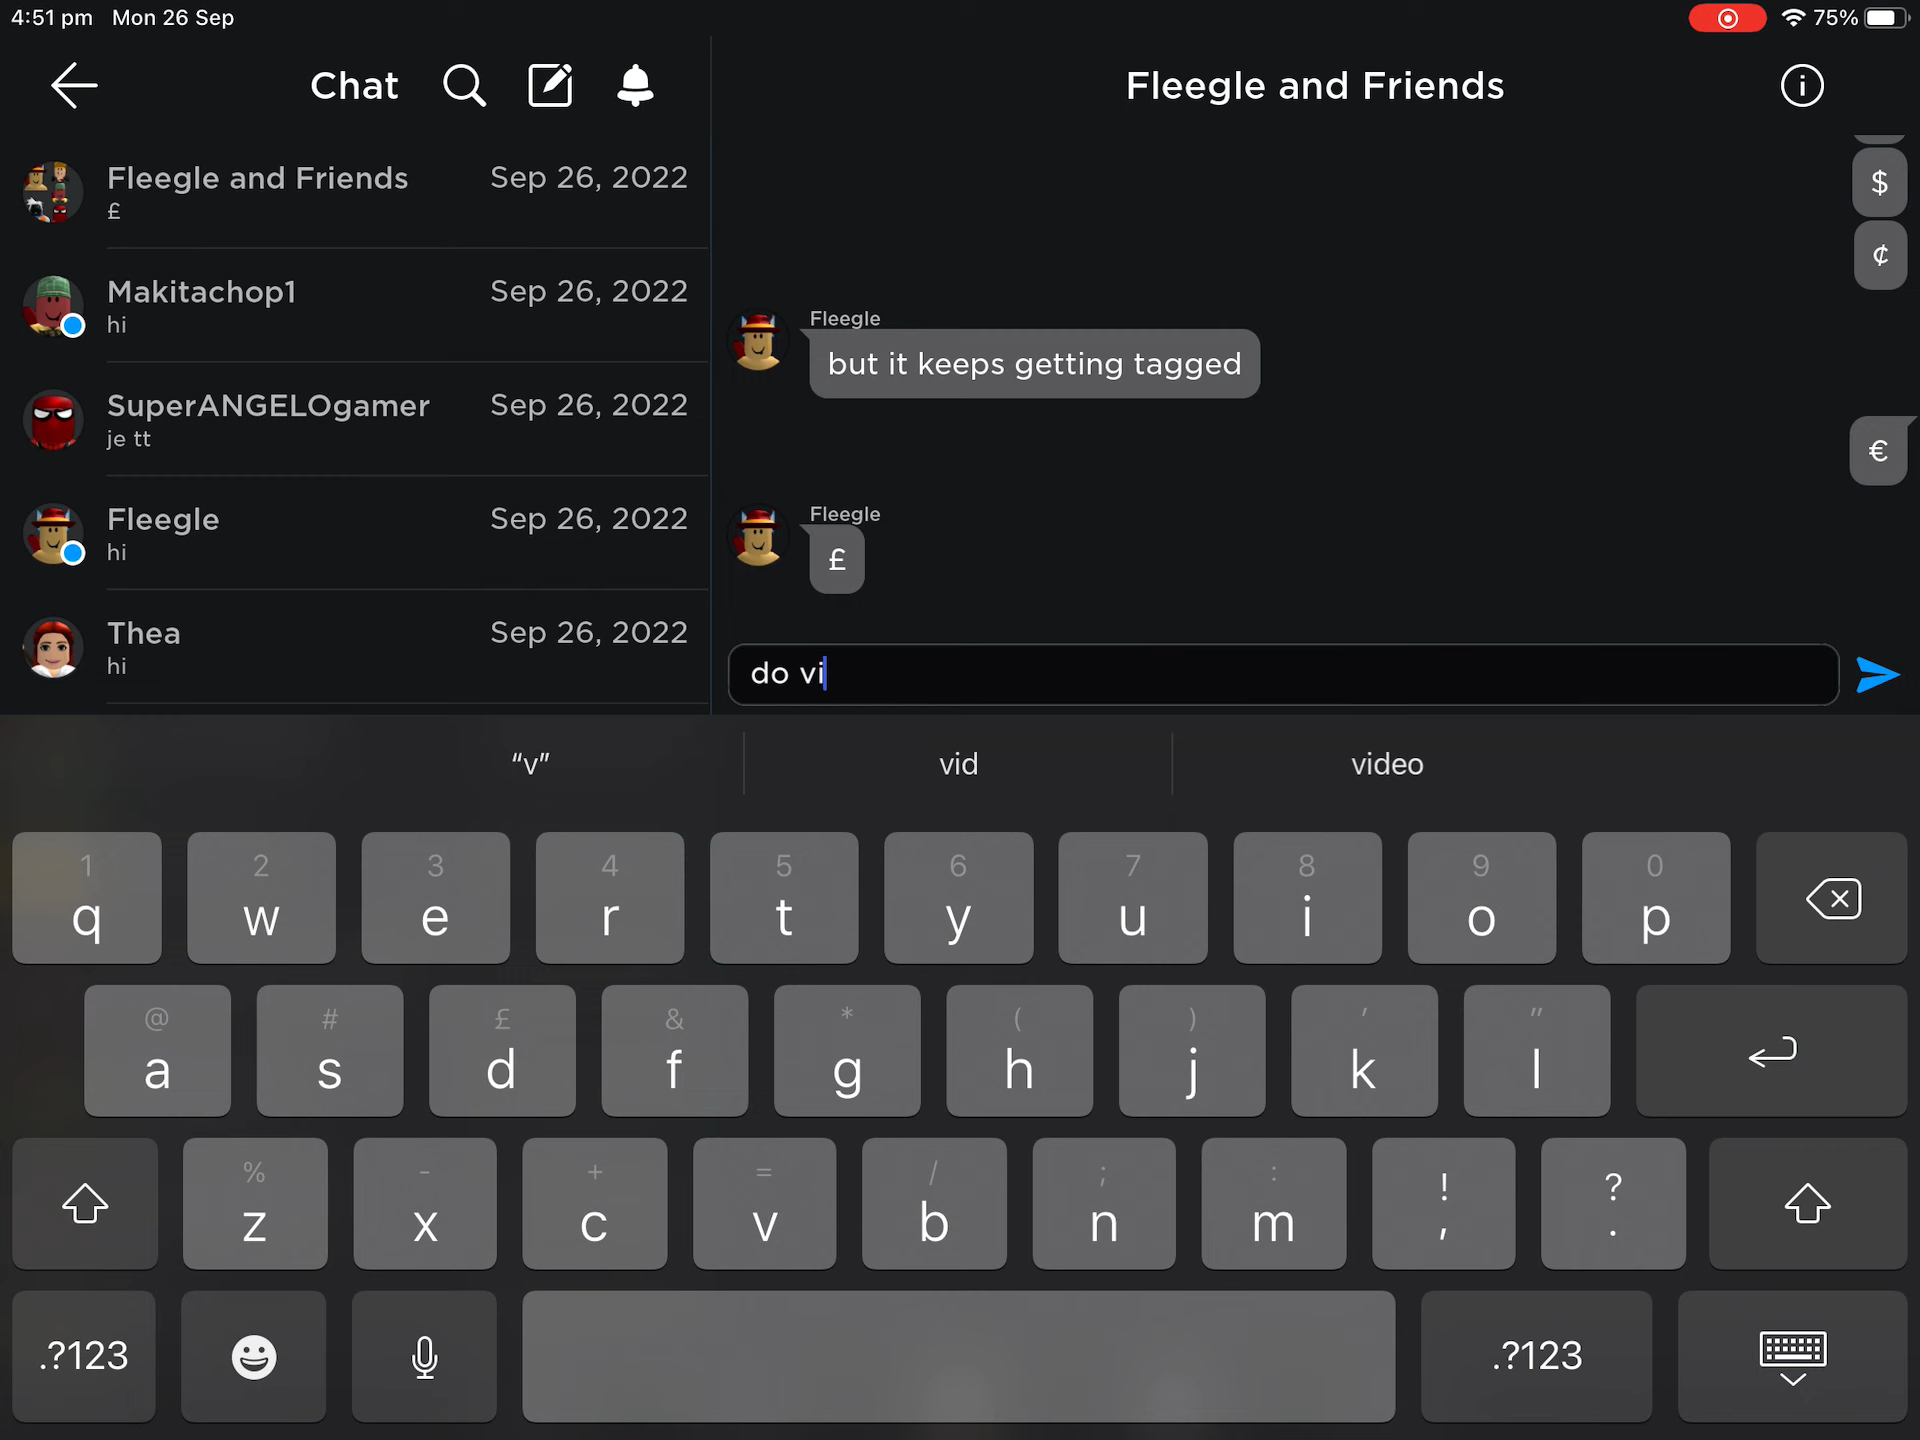 4:51 pm Mon 26 Sep
75%
Chat
Fleegle and Friends Sep 26, 2022
£
Makitachop1 Sep 26, 2022
hi
SuperANGELOgamer Sep 26, 2022
je tt
Fleegle Sep 26, 2022
hi
Thea Sep 26, 2022
hi
Fleegle and Friends
$
¢
Fleegle
but it keeps getting tagged
€
Fleegle
£
do vi
“v” vid video
1 2 3 4 5 6 7 8 9 0
q w e r t y u i o p
@ # £ & * ( ) ' "
a s d f g h j k l
% - + = / ; : ! ?
z x c v b n m , .
.?123 .?123